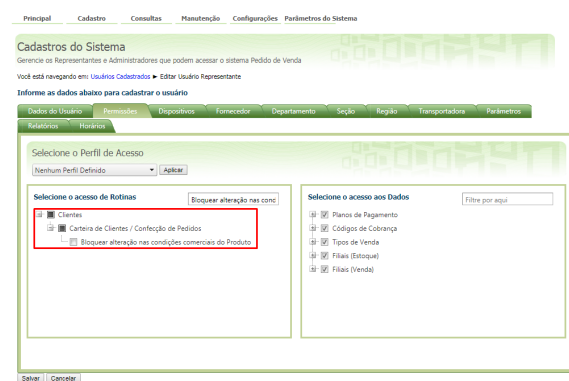 Principal Cadastro Consultas Manutenção Configurações Parâmetros do Sistema
Cadastros do Sistema
Gerencie os Representantes e Administradores que podem acessar o sistema Pedido de Venda
Você está navegando em: Usuários Cadastrados ► Editar Usuário Representante
Informe as dados abaixo para cadastrar o usuário
Dados do Usuário Permissões Dispositivos Fornecedor Departamento Seção Região Transportadora Parâmetros
Relatórios Horários
Selecione o Perfil de Acesso
Nenhum Perfil Definido Aplicar
Selecione o acesso de Rotinas Bloquear alteração nas conc
Clientes
Carteira de Clientes / Confecção de Pedidos
Bloquear alteração nas condições comerciais do Produto
Selecione o acesso aos Dados Filtre por aqui
Planos de Pagamento
Códigos de Cobrança
Tipos de Venda
Filiais (Estoque)
Filiais (Venda)
Salvar Cancelar